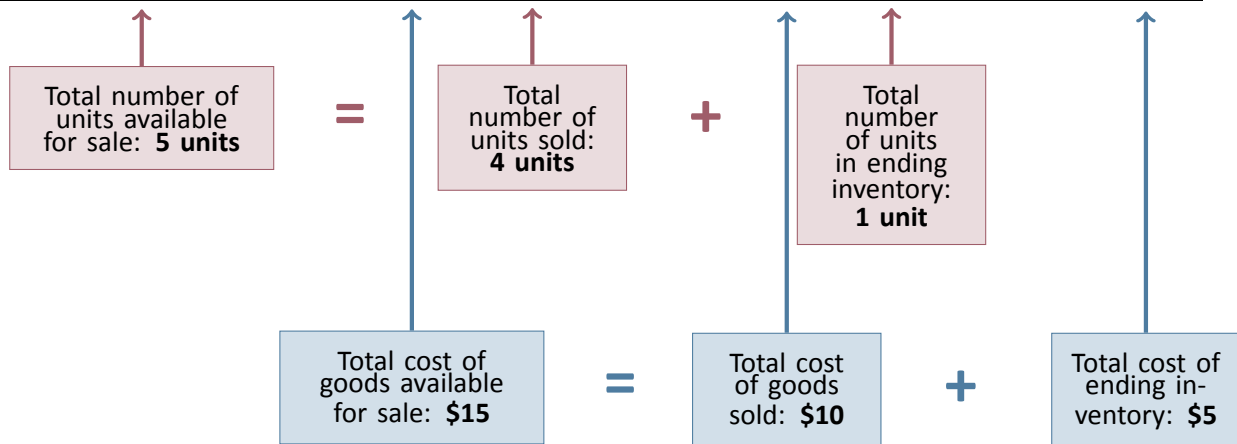 Total number of
units available
for sale: 5 units
=
Total
number of
units sold:
4 units
+
Total
number
of units
in ending
inventory:
1 unit
Total cost of
goods available
for sale: $15
=
Total cost
of goods
sold: $10
+
Total cost of
ending in-
ventory: $5